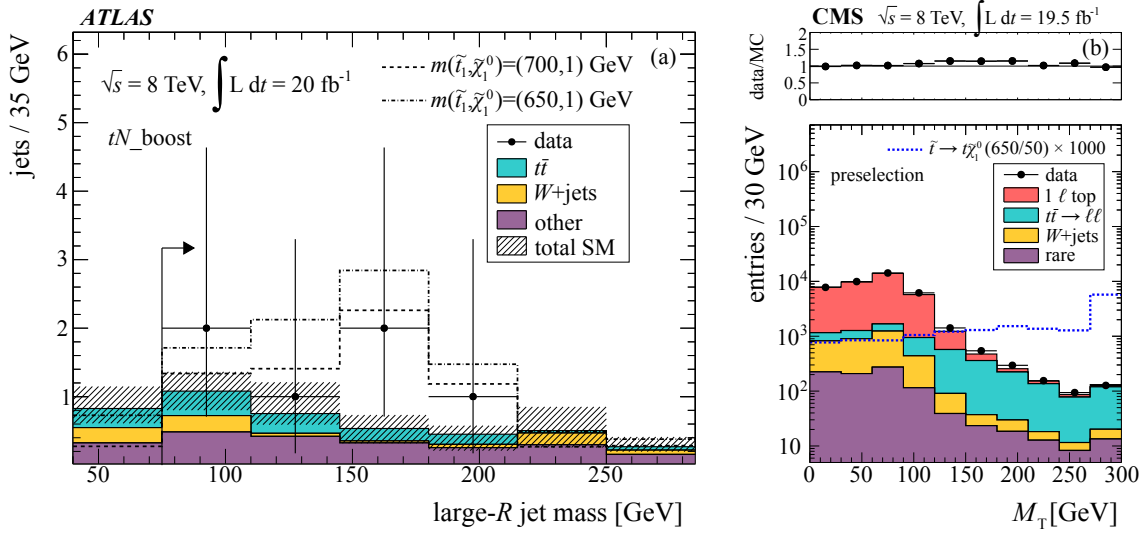 ATLAS
(a)
√s = 8 TeV, ∫ L dt = 20 fb⁻¹
m(t̃₁,χ̃₁⁰)=(700,1) GeV
m(t̃₁,χ̃₁⁰)=(650,1) GeV
tN_boost
data
tt̄
W+jets
other
total SM
jets / 35 GeV
6
5
4
3
2
1
50 100 150 200 250
large-R jet mass [GeV]
CMS √s = 8 TeV, ∫ L dt = 19.5 fb⁻¹
(b)
data/MC
2
1.5
1
0.5
0
t̃ → tχ̃₁⁰ (650/50) × 1000
preselection
data
1 ℓ top
tt̄ → ℓℓ
W+jets
rare
entries / 30 GeV
10⁶
10⁵
10⁴
10³
10²
10
0 50 100 150 200 250 300
M_T [GeV]